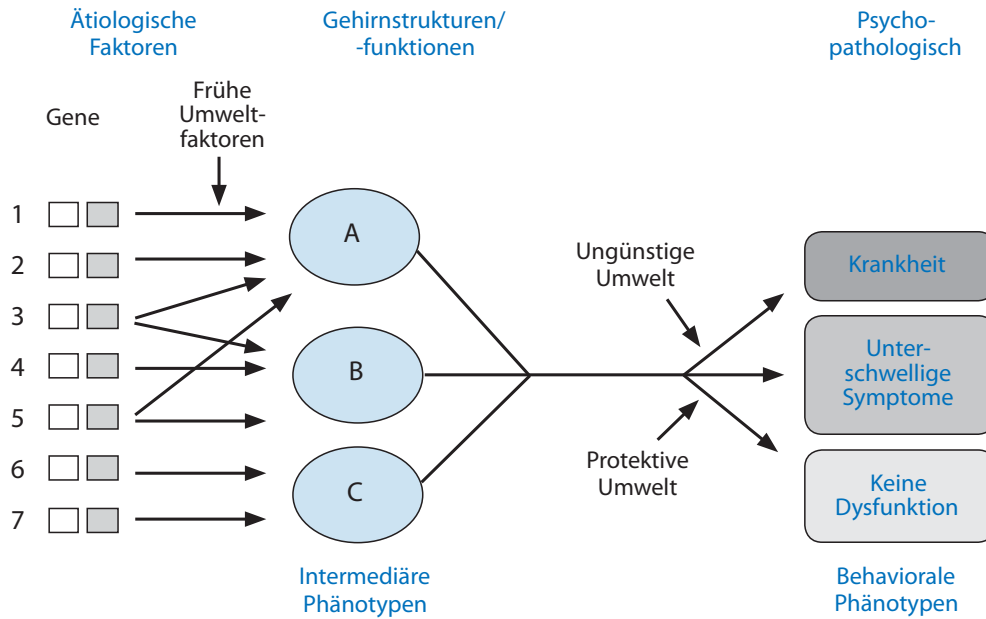 Ätiologische
Faktoren
Gehirnstrukturen/
-funktionen
Psycho-
pathologisch
Gene
Frühe
Umwelt-
faktoren
1
2
3
4
5
6
7
A
B
C
Ungünstige
Umwelt
Protektive
Umwelt
Krankheit
Unter-
schwellige
Symptome
Keine
Dysfunktion
Intermediäre
Phänotypen
Behaviorale
Phänotypen